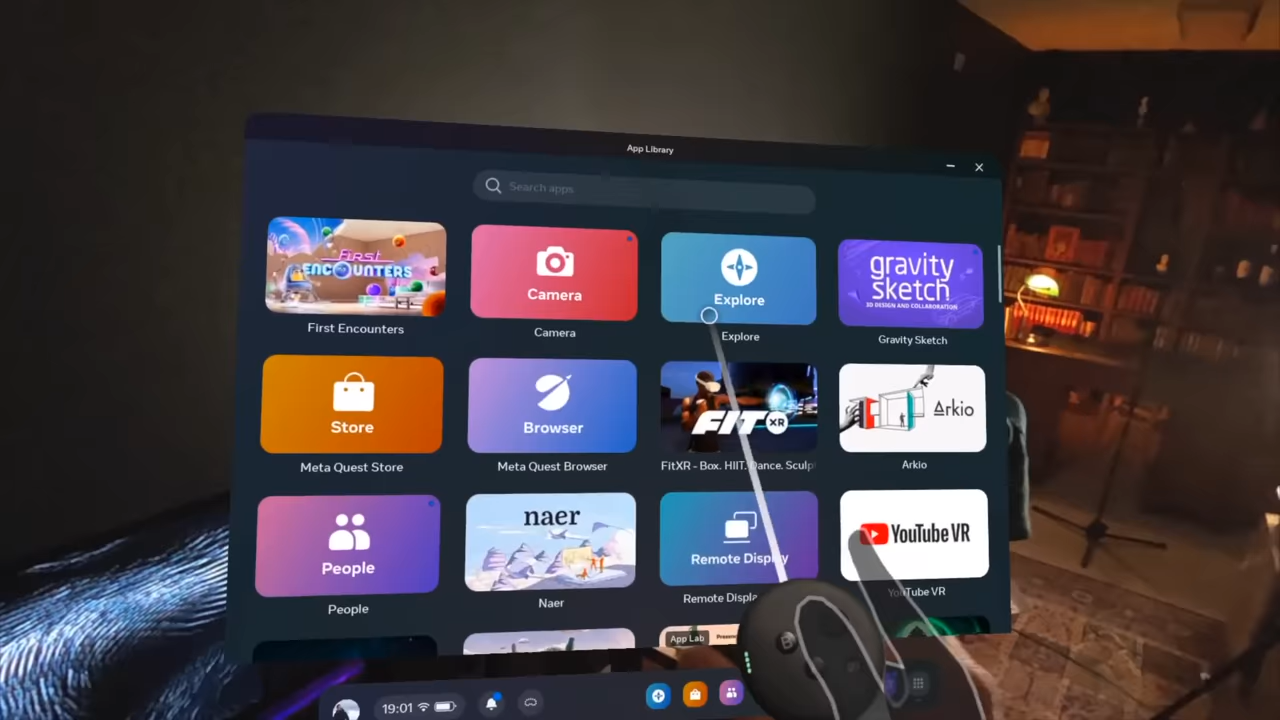 App Library
Search apps
FIRST
ENCOUNTERS
First Encounters
Camera
Camera
Explore
Explore
gravity
sketch
3D DESIGN AND COLLABORATION
Gravity Sketch
Store
Meta Quest Store
Browser
Meta Quest Browser
FIT XR
FitXR - Box. HIIT. Dance. Sculp
Arkio
Arkio
People
People
naer
Naer
Remote Display
Remote Displa
YouTube VR
YouTube VR
App Lab
19:01
B